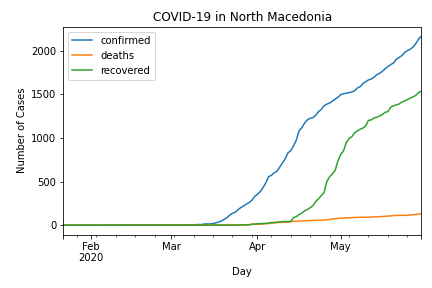 COVID-19 in North Macedonia
confirmed
deaths
recovered
Number of Cases
2000
1500
1000
500
0
Feb
2020
Mar
Apr
May
Day